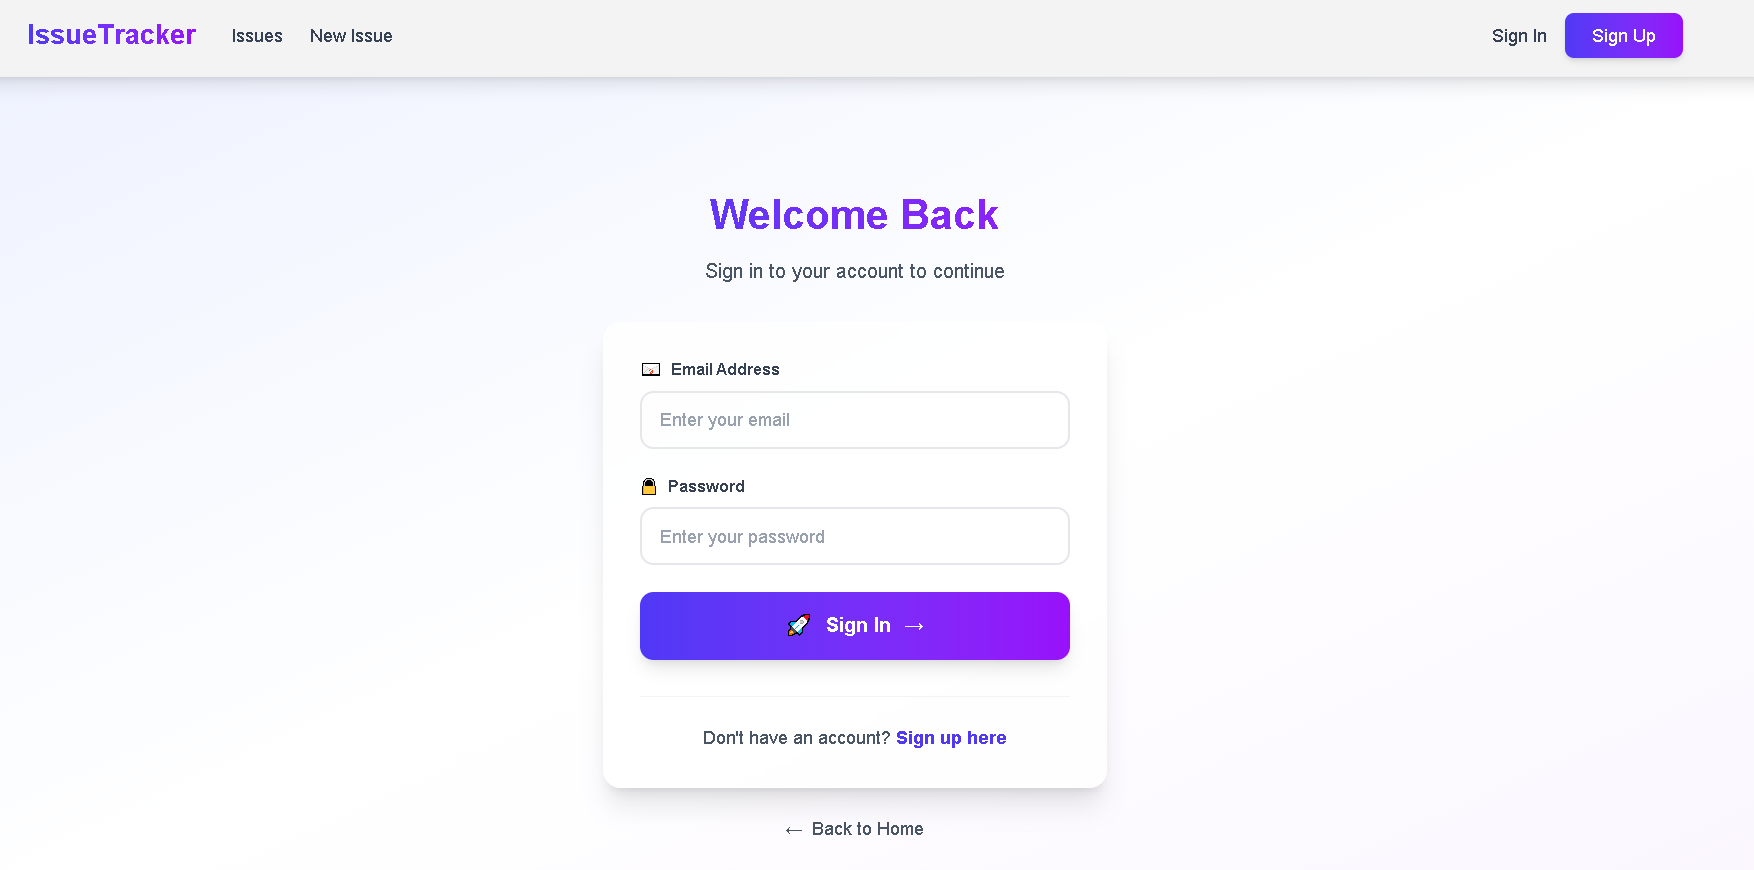 IssueTracker Issues New Issue Sign In Sign Up
Welcome Back
Sign in to your account to continue
Email Address
Enter your email
Password
Enter your password
Sign In →
Don't have an account? Sign up here
← Back to Home